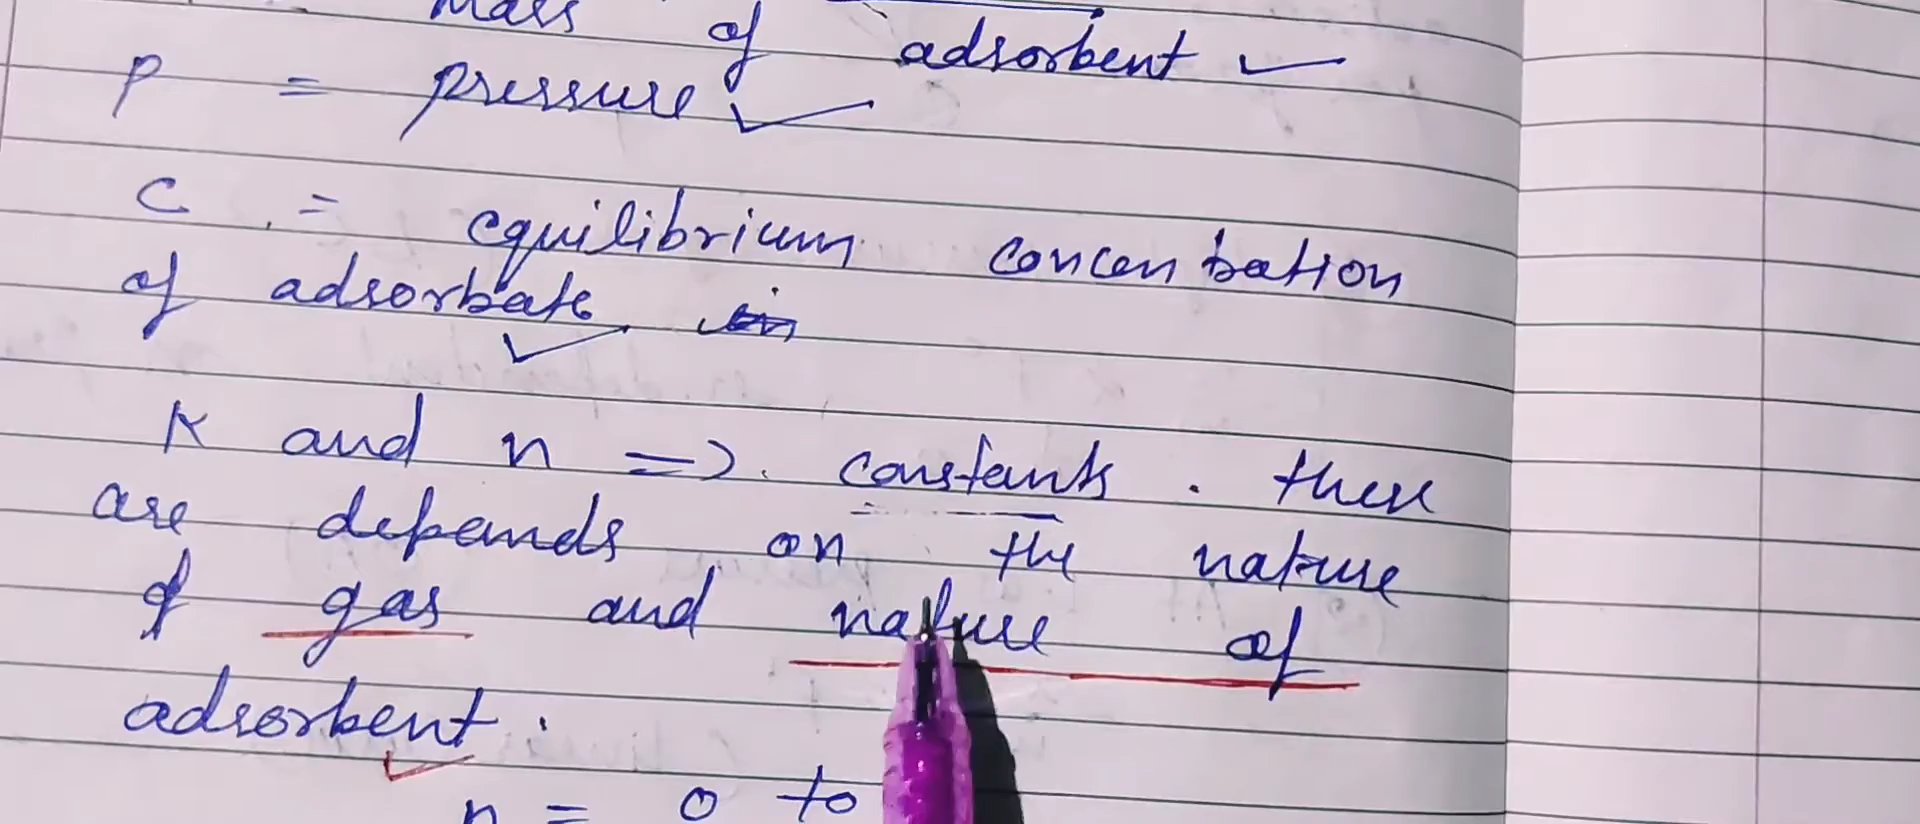 Mass of adsorbent
P = pressure
C = equilibrium concentration
of adsorbate
K and n => constants. these
are depends on the nature
of gas and nature of
adsorbent.
n = 0 to